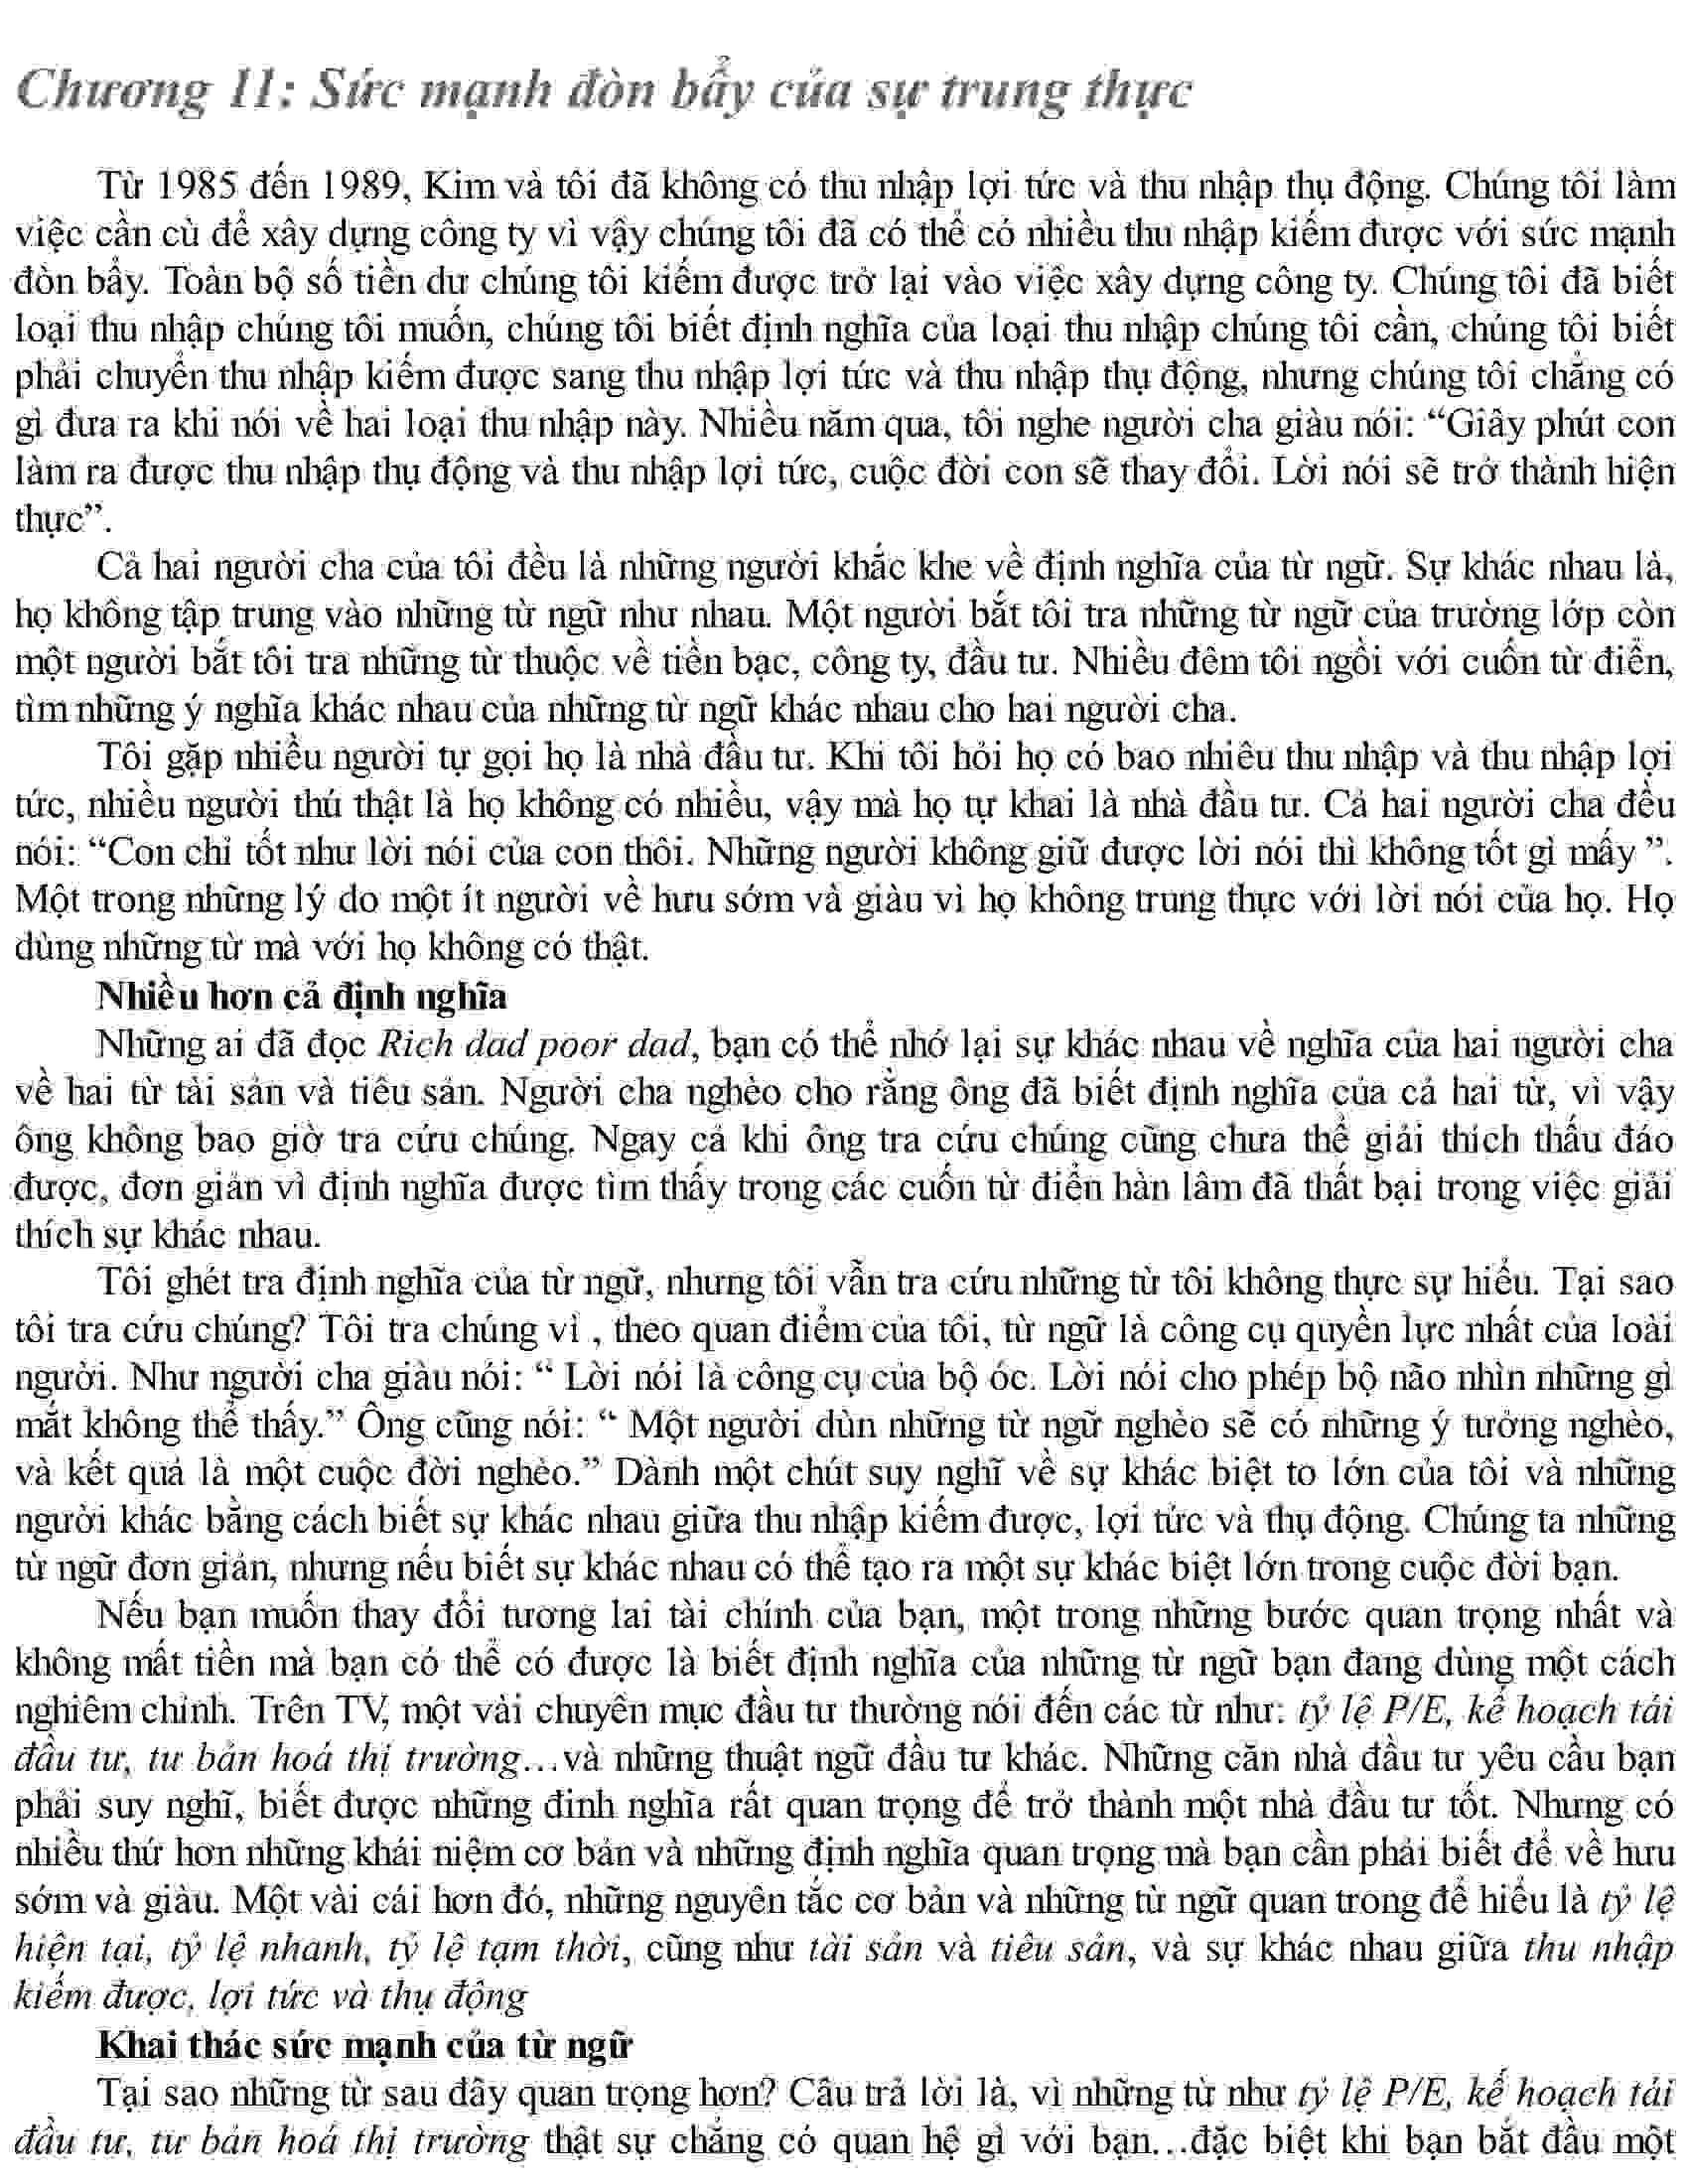 Chương 11: Sức mạnh đòn bẩy của sự trung thực
Từ 1985 đến 1989, Kim và tôi đã không có thu nhập lợi tức và thu nhập thụ động. Chúng tôi làm
việc cần cù để xây dựng công ty vì vậy chúng tôi đã có thể có nhiều thu nhập kiếm được với sức mạnh
đòn bẩy. Toàn bộ số tiền dư chúng tôi kiếm được trở lại vào việc xây dựng công ty. Chúng tôi đã biết
loại thu nhập chúng tôi muốn, chúng tôi biết định nghĩa của loại thu nhập chúng tôi cần, chúng tôi biết
phải chuyển thu nhập kiếm được sang thu nhập lợi tức và thu nhập thụ động, nhưng chúng tôi chẳng có
gì đưa ra khi nói về hai loại thu nhập này. Nhiều năm qua, tôi nghe người cha giàu nói: “Giây phút con
làm ra được thu nhập thụ động và thu nhập lợi tức, cuộc đời con sẽ thay đổi. Lời nói sẽ trở thành hiện
thực”.
Cả hai người cha của tôi đều là những người khắc khe về định nghĩa của từ ngữ. Sự khác nhau là,
họ không tập trung vào những từ ngữ như nhau. Một người bắt tôi tra những từ ngữ của trường lớp còn
một người bắt tôi tra những từ thuộc về tiền bạc, công ty, đầu tư. Nhiều đêm tôi ngồi với cuốn từ điển,
tìm những ý nghĩa khác nhau của những từ ngữ khác nhau cho hai người cha.
Tôi gặp nhiều người tự gọi họ là nhà đầu tư. Khi tôi hỏi họ có bao nhiêu thu nhập và thu nhập lợi
tức, nhiều người thú thật là họ không có nhiều, vậy mà họ tự khai là nhà đầu tư. Cả hai người cha đều
nói: “Con chỉ tốt như lời nói của con thôi. Những người không giữ được lời nói thì không tốt gì mấy ”.
Một trong những lý do một ít người về hưu sớm và giàu vì họ không trung thực với lời nói của họ. Họ
dùng những từ mà với họ không có thật.
Nhiều hơn cả định nghĩa
Những ai đã đọc Rich dad poor dad, bạn có thể nhớ lại sự khác nhau về nghĩa của hai người cha
về hai từ tài sản và tiêu sản. Người cha nghèo cho rằng ông đã biết định nghĩa của cả hai từ, vì vậy
ông không bao giờ tra cứu chúng. Ngay cả khi ông tra cứu chúng cũng chưa thể giải thích thấu đáo
được, đơn giản vì định nghĩa được tìm thấy trong các cuốn từ điển hàn lâm đã thất bại trong việc giải
thích sự khác nhau.
Tôi ghét tra định nghĩa của từ ngữ, nhưng tôi vẫn tra cứu những từ tôi không thực sự hiểu. Tại sao
tôi tra cứu chúng? Tôi tra chúng vì , theo quan điểm của tôi, từ ngữ là công cụ quyền lực nhất của loài
người. Như người cha giàu nói: “ Lời nói là công cụ của bộ óc. Lời nói cho phép bộ não nhìn những gì
mắt không thể thấy.” Ông cũng nói: “ Một người dùn những từ ngữ nghèo sẽ có những ý tưởng nghèo,
và kết quả là một cuộc đời nghèo.” Dành một chút suy nghĩ về sự khác biệt to lớn của tôi và những
người khác bằng cách biết sự khác nhau giữa thu nhập kiếm được, lợi tức và thụ động. Chúng ta những
từ ngữ đơn giản, nhưng nếu biết sự khác nhau có thể tạo ra một sự khác biệt lớn trong cuộc đời bạn.
Nếu bạn muốn thay đổi tương lai tài chính của bạn, một trong những bước quan trọng nhất và
không mất tiền mà bạn có thể có được là biết định nghĩa của những từ ngữ bạn đang dùng một cách
nghiêm chỉnh. Trên TV, một vài chuyên mục đầu tư thường nói đến các từ như: tỷ lệ P/E, kế hoạch tái
đầu tư, tư bản hoá thị trường…và những thuật ngữ đầu tư khác. Những căn nhà đầu tư yêu cầu bạn
phải suy nghĩ, biết được những đinh nghĩa rất quan trọng để trở thành một nhà đầu tư tốt. Nhưng có
nhiều thứ hơn những khái niệm cơ bản và những định nghĩa quan trọng mà bạn cần phải biết để về hưu
sớm và giàu. Một vài cái hơn đó, những nguyên tắc cơ bản và những từ ngữ quan trong để hiểu là tỷ lệ
hiện tại, tỷ lệ nhanh, tỷ lệ tạm thời, cũng như tài sản và tiêu sản, và sự khác nhau giữa thu nhập
kiếm được, lợi tức và thụ động
Khai thác sức mạnh của từ ngữ
Tại sao những từ sau đây quan trọng hơn? Câu trả lời là, vì những từ như tỷ lệ P/E, kế hoạch tái
đầu tư, tư bản hoá thị trường thật sự chẳng có quan hệ gì với bạn…đặc biệt khi bạn bắt đầu một